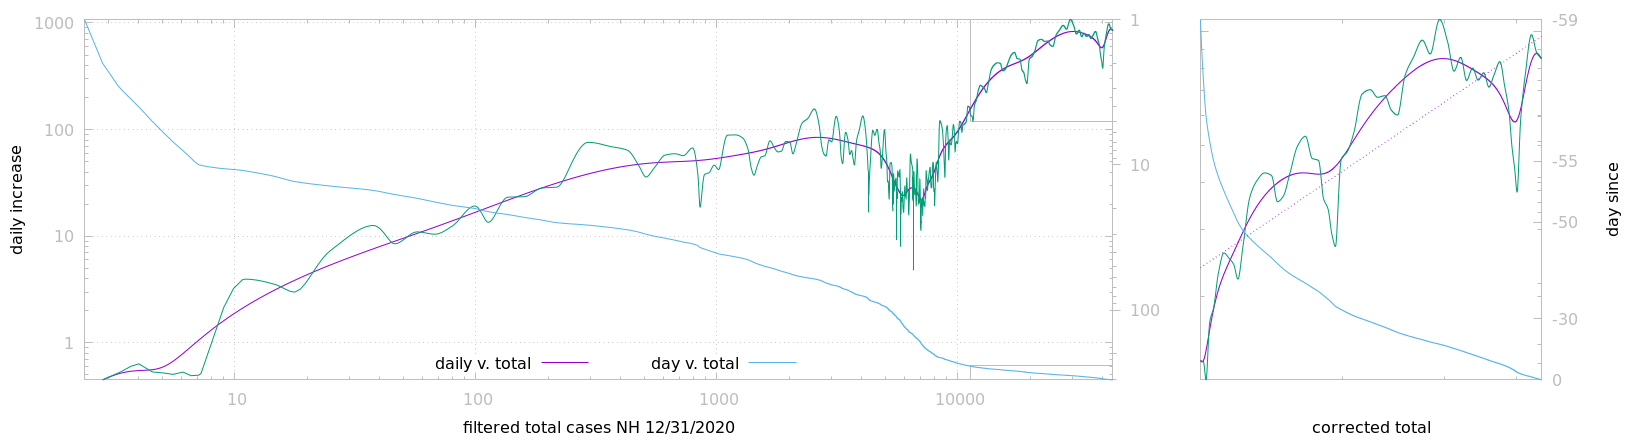 1000
100
10
1
daily increase
10
100
1000
10000
filtered total cases NH 12/31/2020
daily v. total
day v. total
1
10
100
-59
-55
-50
-30
0
day since
corrected total